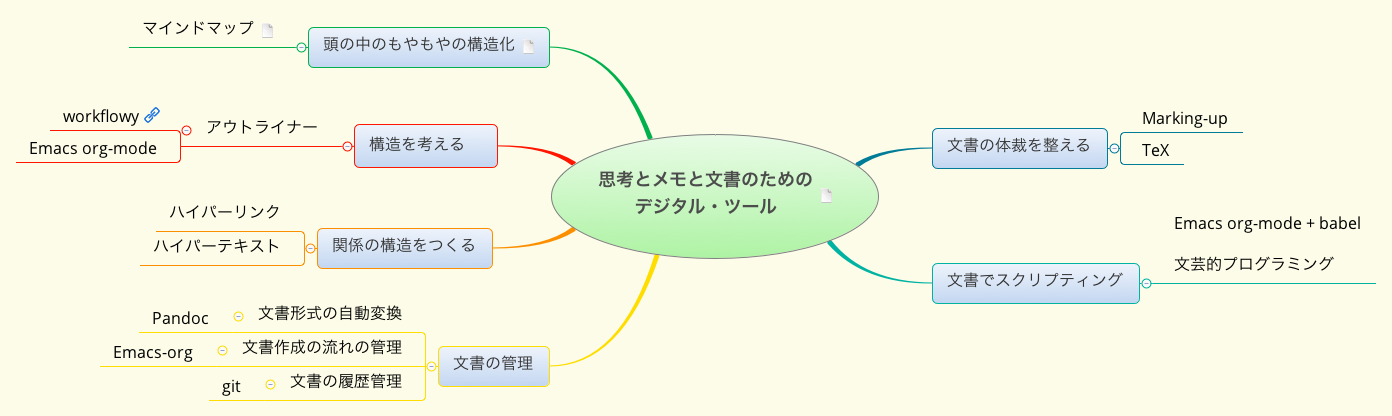 思考とメモと文書のための
デジタル・ツール
頭の中のもやもやの構造化
マインドマップ
構造を考える
アウトライナー
workflowy
Emacs org-mode
関係の構造をつくる
ハイパーリンク
ハイパーテキスト
文書の管理
文書形式の自動変換
Pandoc
文書作成の流れの管理
Emacs-org
文書の履歴管理
git
文書の体裁を整える
Marking-up
TeX
文書でスクリプティング
Emacs org-mode + babel
文芸的プログラミング